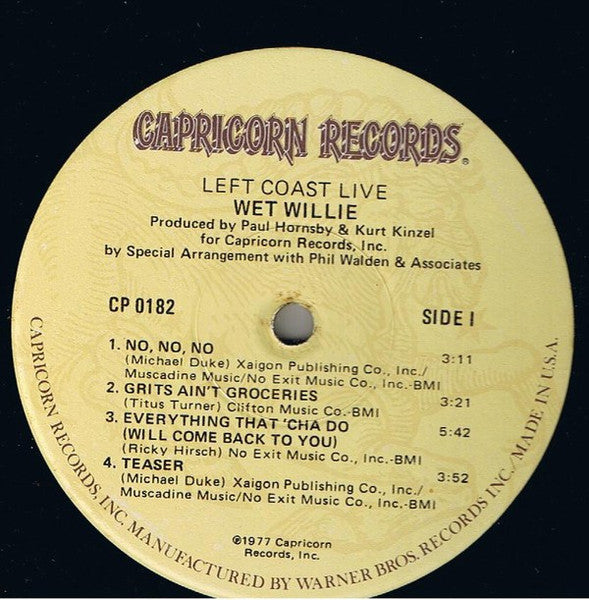 CAPRICORN RECORDS®
LEFT COAST LIVE
WET WILLIE
Produced by Paul Hornsby & Kurt Kinzel
for Capricorn Records, Inc.
by Special Arrangement with Phil Walden & Associates
CP 0182
SIDE I
1. NO, NO, NO 3:11
(Michael Duke) Xaigon Publishing Co., Inc./
Muscadine Music/No Exit Music Co., Inc.-BMI
2. GRITS AIN'T GROCERIES 3:21
(Titus Turner) Clifton Music Co.-BMI
3. EVERYTHING THAT 'CHA DO 5:42
(WILL COME BACK TO YOU)
(Ricky Hirsch) No Exit Music Co., Inc.-BMI
4. TEASER 3:52
(Michael Duke) Xaigon Publishing Co., Inc./
Muscadine Music/No Exit Music Co., Inc.-BMI
℗1977 Capricorn
Records, Inc.
CAPRICORN RECORDS, INC. MANUFACTURED BY WARNER BROS. RECORDS INC./MADE IN U.S.A.